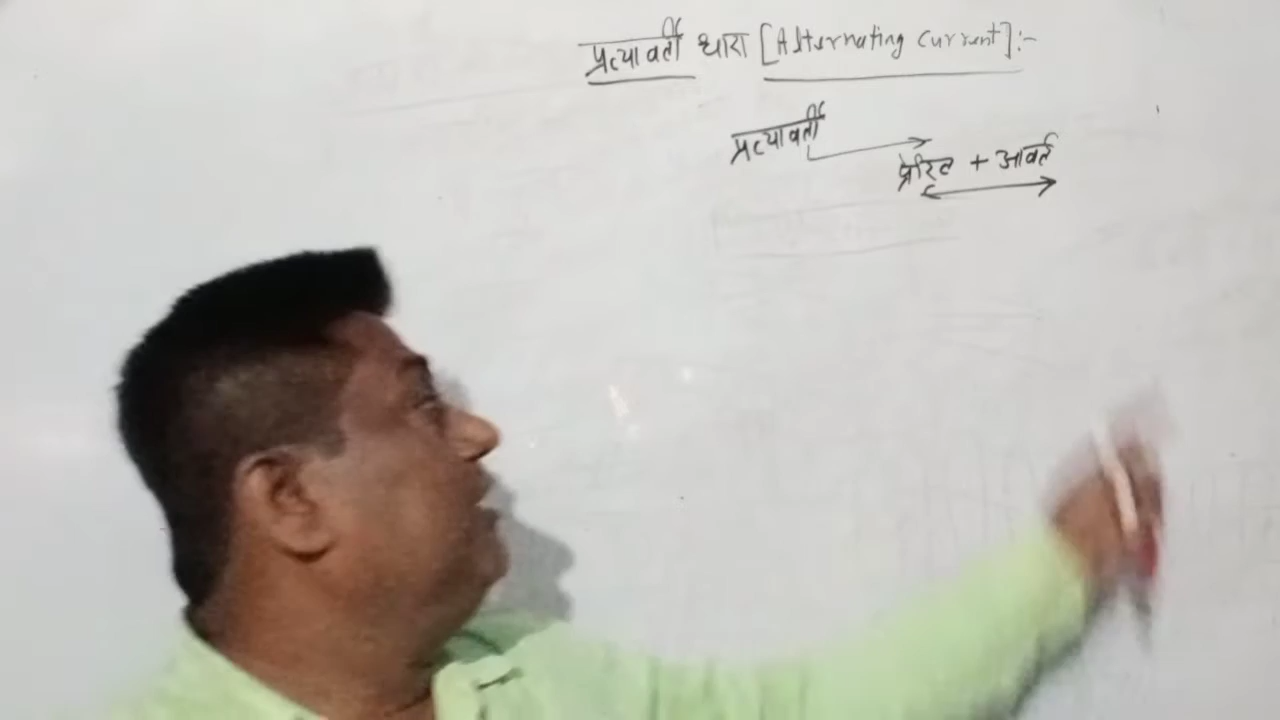 प्रत्यावर्ती धारा [Alternating current]:-
प्रत्यावर्ती
प्रेरित + आवर्त